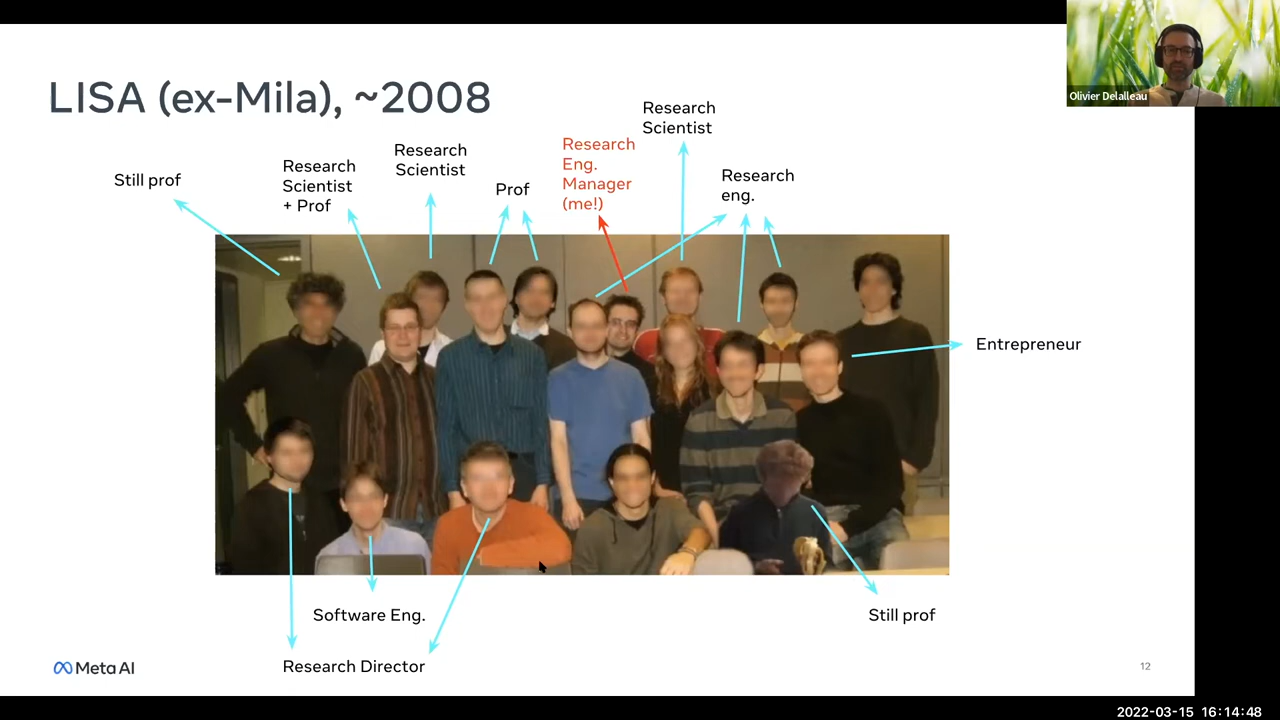 Olivier Delalleau
LISA (ex-Mila), ~2008
Still prof
Research
Scientist
+ Prof
Research
Scientist
Prof
Research
Eng.
Manager
(me!)
Research
Scientist
Research
eng.
Entrepreneur
Software Eng.
Still prof
Research Director
Meta AI
12
2022-03-15 16:14:48